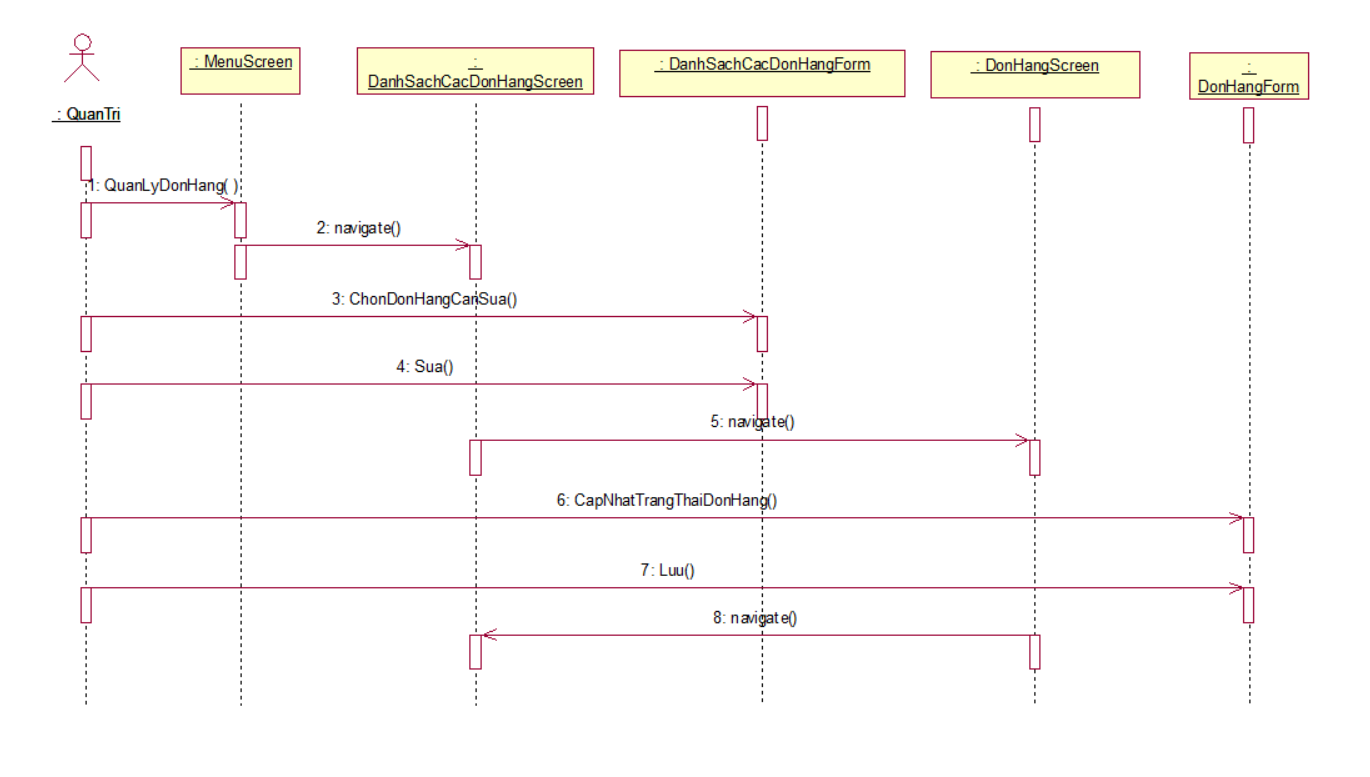 : MenuScreen
:
DanhSachCacDonHangScreen
: DanhSachCacDonHangForm
: DonHangScreen
:
DonHangForm
: QuanTri
1: QuanLyDonHang( )
2: navigate()
3: ChonDonHangCanSua()
4: Sua()
5: navigate()
6: CapNhatTrangThaiDonHang()
7: Luu()
8: navigate()